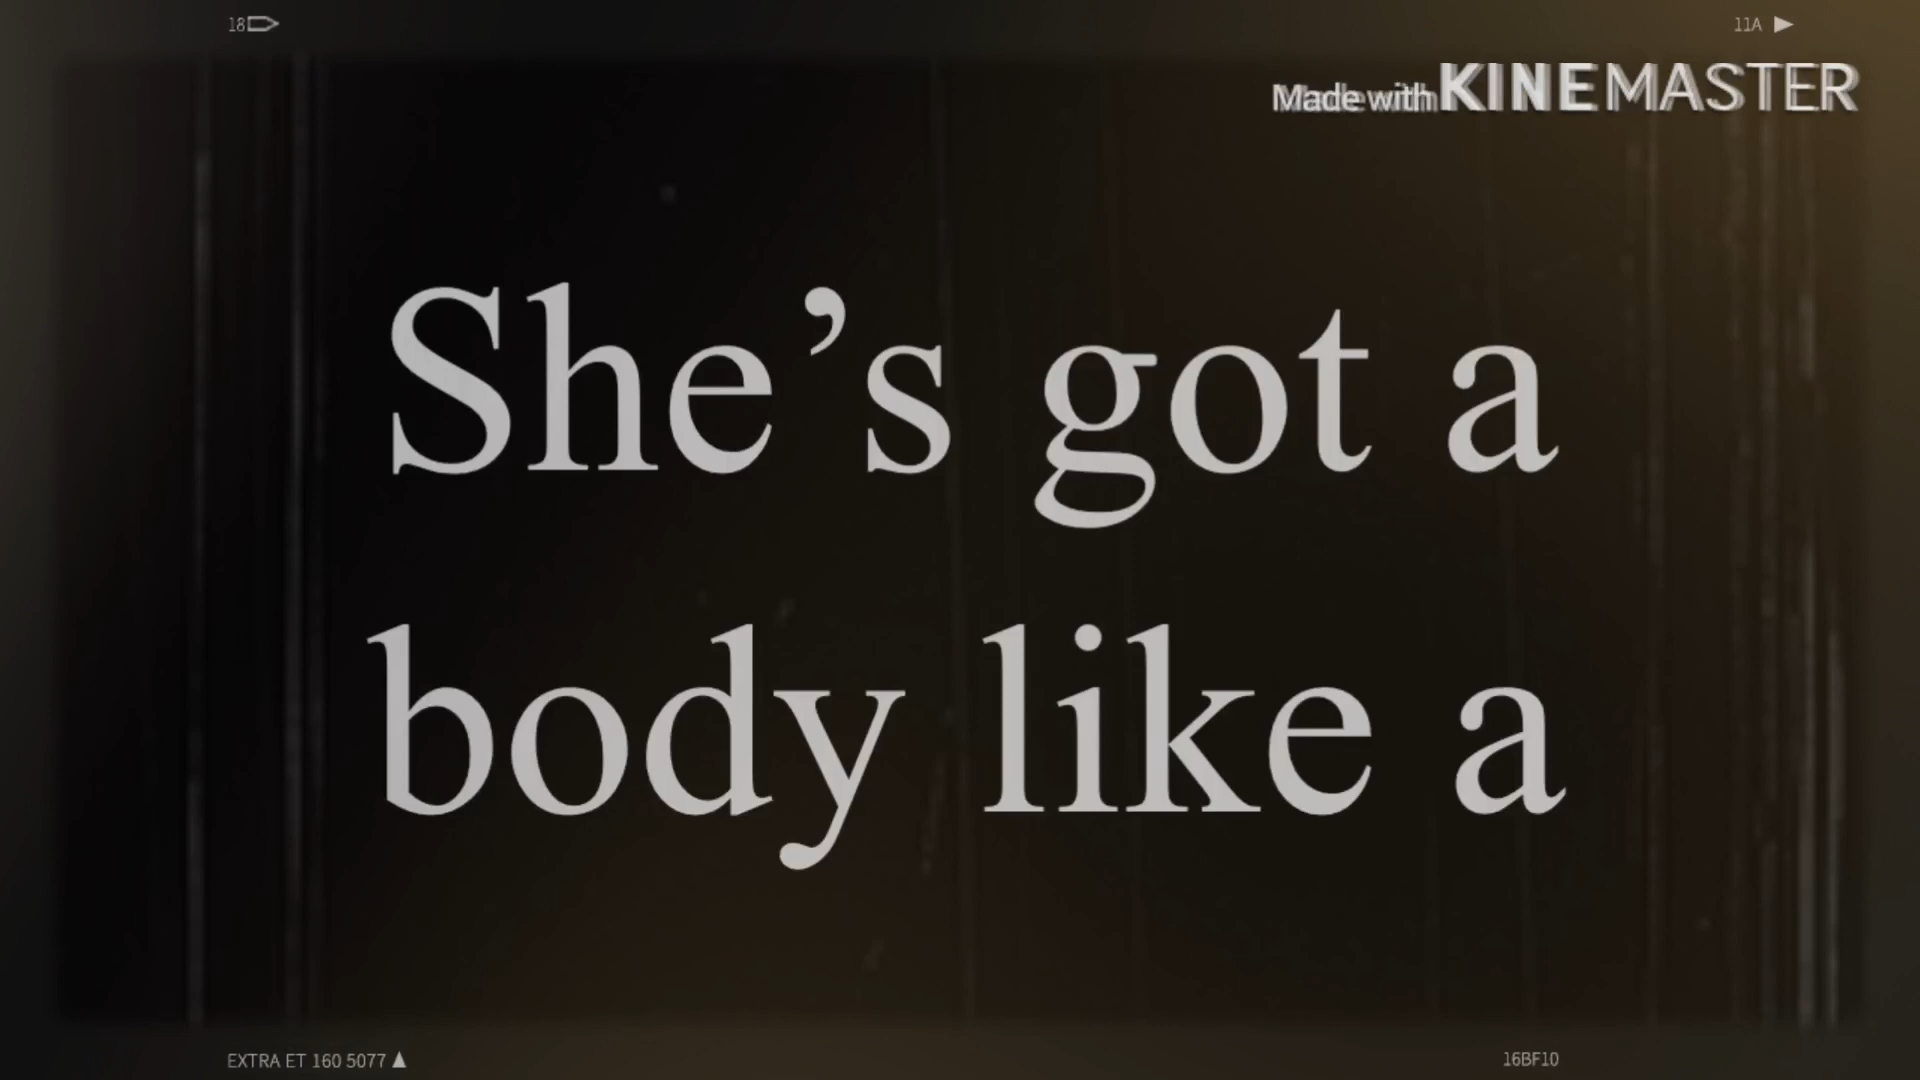 18
11A
Made with KINEMASTER
She’s got a
body like a
EXTRA ET 160 5077
16BF10